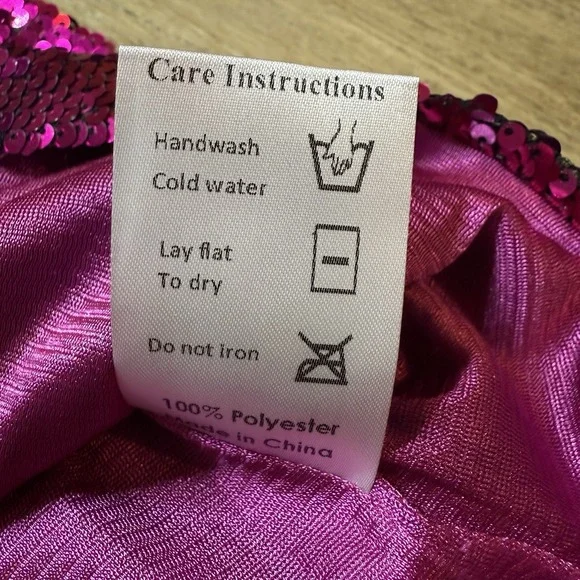 Care Instructions
Handwash
Cold water
Lay flat
To dry
Do not iron
100% Polyester
Made in China